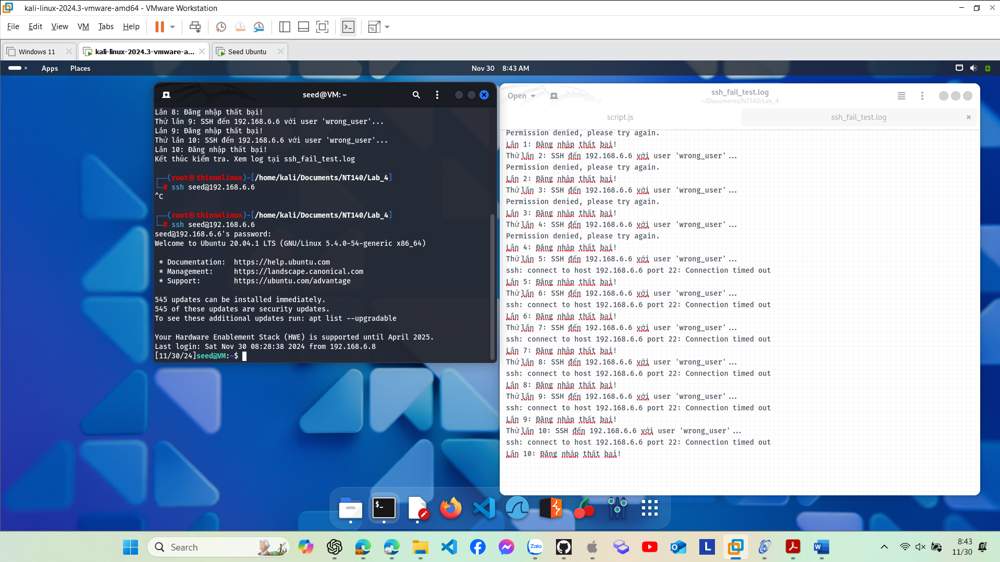 kali-linux-2024.3-vmware-amd64 - VMware Workstation
File Edit View VM Tabs Help
Windows 11
kali-linux-2024.3-vmware-a...
Seed Ubuntu
Apps Places Nov 30 8:43 AM
seed@VM: ~
Lần 8: Đăng nhập thất bại!
Thử lần 9: SSH đến 192.168.6.6 với user 'wrong_user'...
Lần 9: Đăng nhập thất bại!
Thử lần 10: SSH đến 192.168.6.6 với user 'wrong_user'...
Lần 10: Đăng nhập thất bại!
Kết thúc kiểm tra. Xem log tại ssh_fail_test.log
┌──(root㉿thinnnlinux)-[/home/kali/Documents/NT140/Lab_4]
└─# ssh seed@192.168.6.6
^C
┌──(root㉿thinnnlinux)-[/home/kali/Documents/NT140/Lab_4]
└─# ssh seed@192.168.6.6
seed@192.168.6.6's password:
Welcome to Ubuntu 20.04.1 LTS (GNU/Linux 5.4.0-54-generic x86_64)
* Documentation: https://help.ubuntu.com
* Management: https://landscape.canonical.com
* Support: https://ubuntu.com/advantage
545 updates can be installed immediately.
545 of these updates are security updates.
To see these additional updates run: apt list --upgradable
Your Hardware Enablement Stack (HWE) is supported until April 2025.
Last login: Sat Nov 30 08:28:38 2024 from 192.168.6.8
[11/30/24]seed@VM:~$
Open
ssh_fail_test.log
~/Documents/NT140/Lab_4
script.js
ssh_fail_test.log
Permission denied, please try again.
Lần 1: Đăng nhập thất bại!
Thử lần 2: SSH đến 192.168.6.6 với user 'wrong_user'...
Permission denied, please try again.
Lần 2: Đăng nhập thất bại!
Thử lần 3: SSH đến 192.168.6.6 với user 'wrong_user'...
Permission denied, please try again.
Lần 3: Đăng nhập thất bại!
Thử lần 4: SSH đến 192.168.6.6 với user 'wrong_user'...
Permission denied, please try again.
Lần 4: Đăng nhập thất bại!
Thử lần 5: SSH đến 192.168.6.6 với user 'wrong_user'...
ssh: connect to host 192.168.6.6 port 22: Connection timed out
Lần 5: Đăng nhập thất bại!
Thử lần 6: SSH đến 192.168.6.6 với user 'wrong_user'...
ssh: connect to host 192.168.6.6 port 22: Connection timed out
Lần 6: Đăng nhập thất bại!
Thử lần 7: SSH đến 192.168.6.6 với user 'wrong_user'...
ssh: connect to host 192.168.6.6 port 22: Connection timed out
Lần 7: Đăng nhập thất bại!
Thử lần 8: SSH đến 192.168.6.6 với user 'wrong_user'...
ssh: connect to host 192.168.6.6 port 22: Connection timed out
Lần 8: Đăng nhập thất bại!
Thử lần 9: SSH đến 192.168.6.6 với user 'wrong_user'...
ssh: connect to host 192.168.6.6 port 22: Connection timed out
Lần 9: Đăng nhập thất bại!
Thử lần 10: SSH đến 192.168.6.6 với user 'wrong_user'...
ssh: connect to host 192.168.6.6 port 22: Connection timed out
Lần 10: Đăng nhập thất bại!
Search
Zalo
8:43
11/30